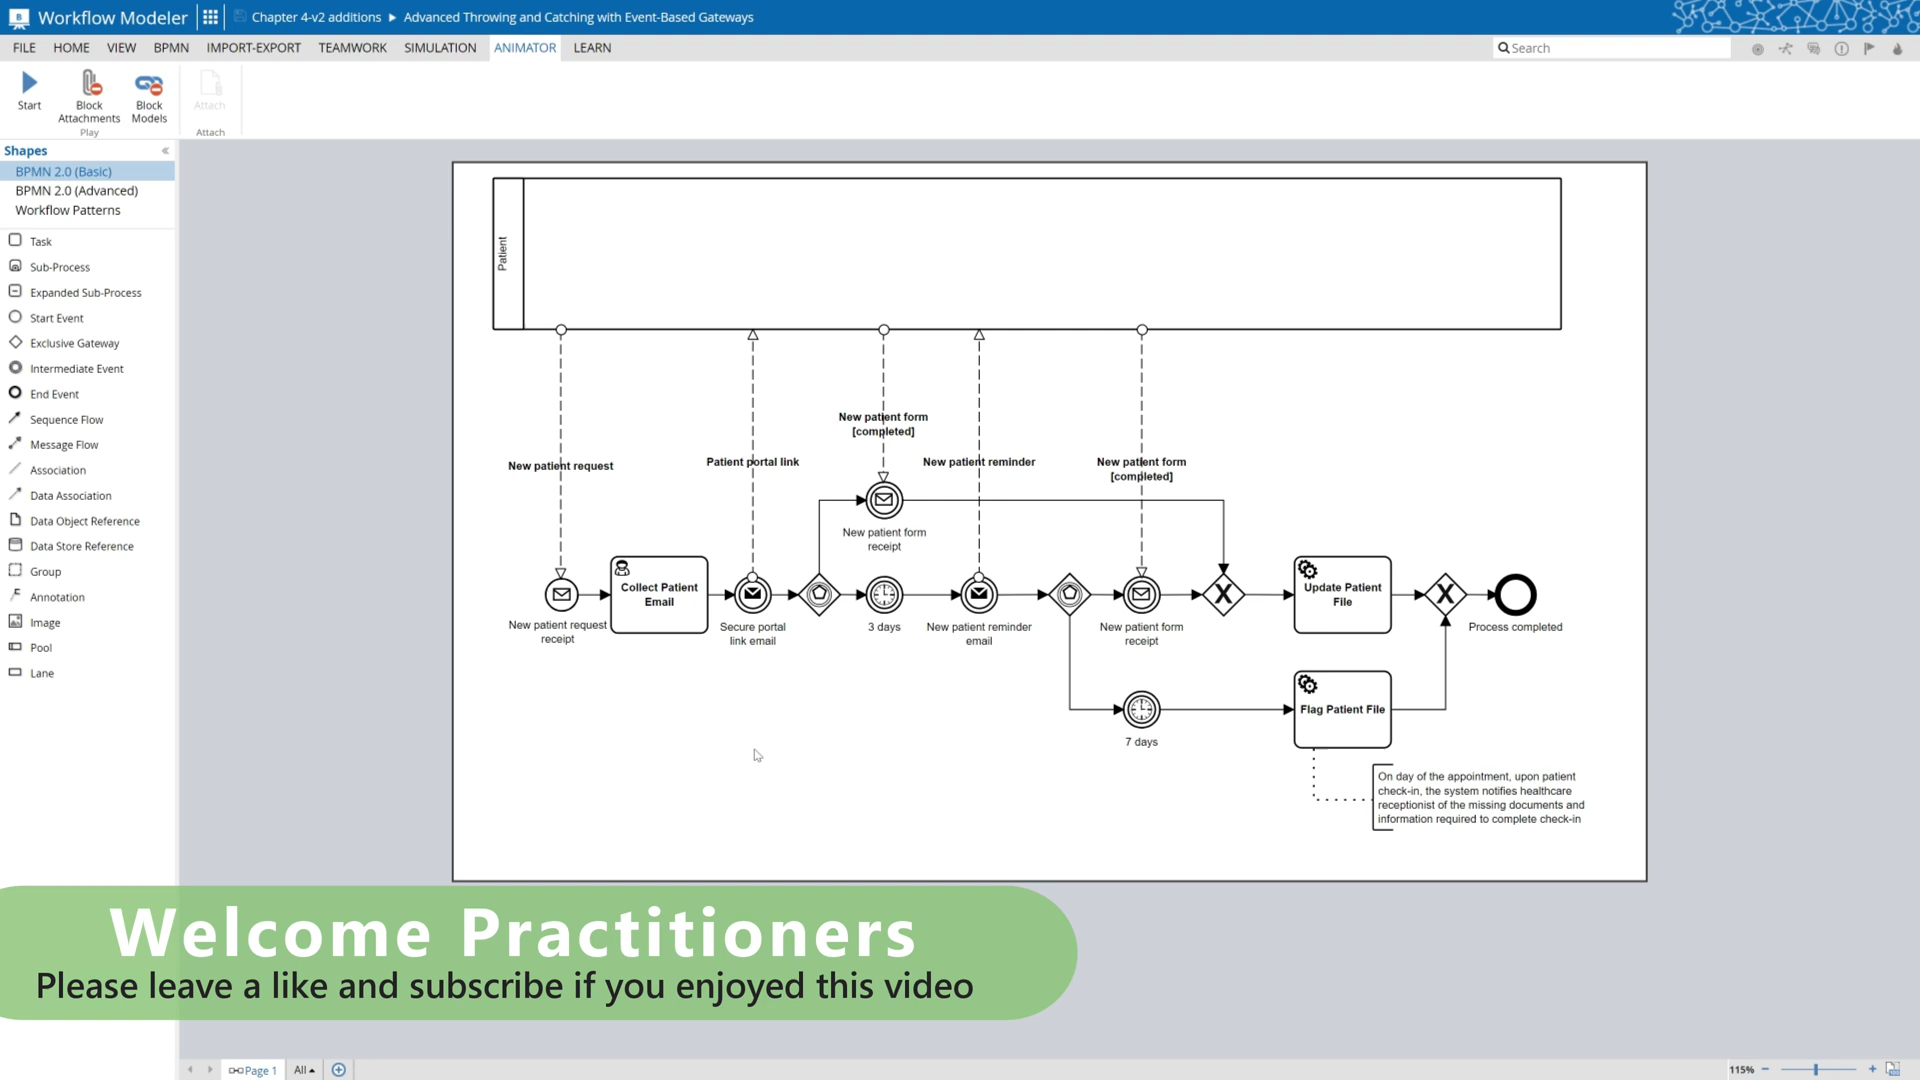 Workflow Modeler
Chapter 4-v2 additions
Advanced Throwing and Catching with Event-Based Gateways
FILE
HOME
VIEW
BPMN
IMPORT-EXPORT
TEAMWORK
SIMULATION
ANIMATOR
LEARN
Search
Start
Block
Attachments
Block
Models
Attach
Play
Attach
Shapes
BPMN 2.0 (Basic)
BPMN 2.0 (Advanced)
Workflow Patterns
Task
Sub-Process
Expanded Sub-Process
Start Event
Exclusive Gateway
Intermediate Event
End Event
Sequence Flow
Message Flow
Association
Data Association
Data Object Reference
Data Store Reference
Group
Annotation
Image
Pool
Lane
Patient
New patient form
[completed]
New patient request
Patient portal link
New patient reminder
New patient form
[completed]
New patient form
receipt
Collect Patient
Email
Update Patient
File
New patient request
receipt
Secure portal
link email
3 days
New patient reminder
email
New patient form
receipt
Process completed
Flag Patient File
7 days
On day of the appointment, upon patient
check-in, the system notifies healthcare
receptionist of the missing documents and
information required to complete check-in
Welcome Practitioners
Please leave a like and subscribe if you enjoyed this video
Page 1
All
115%